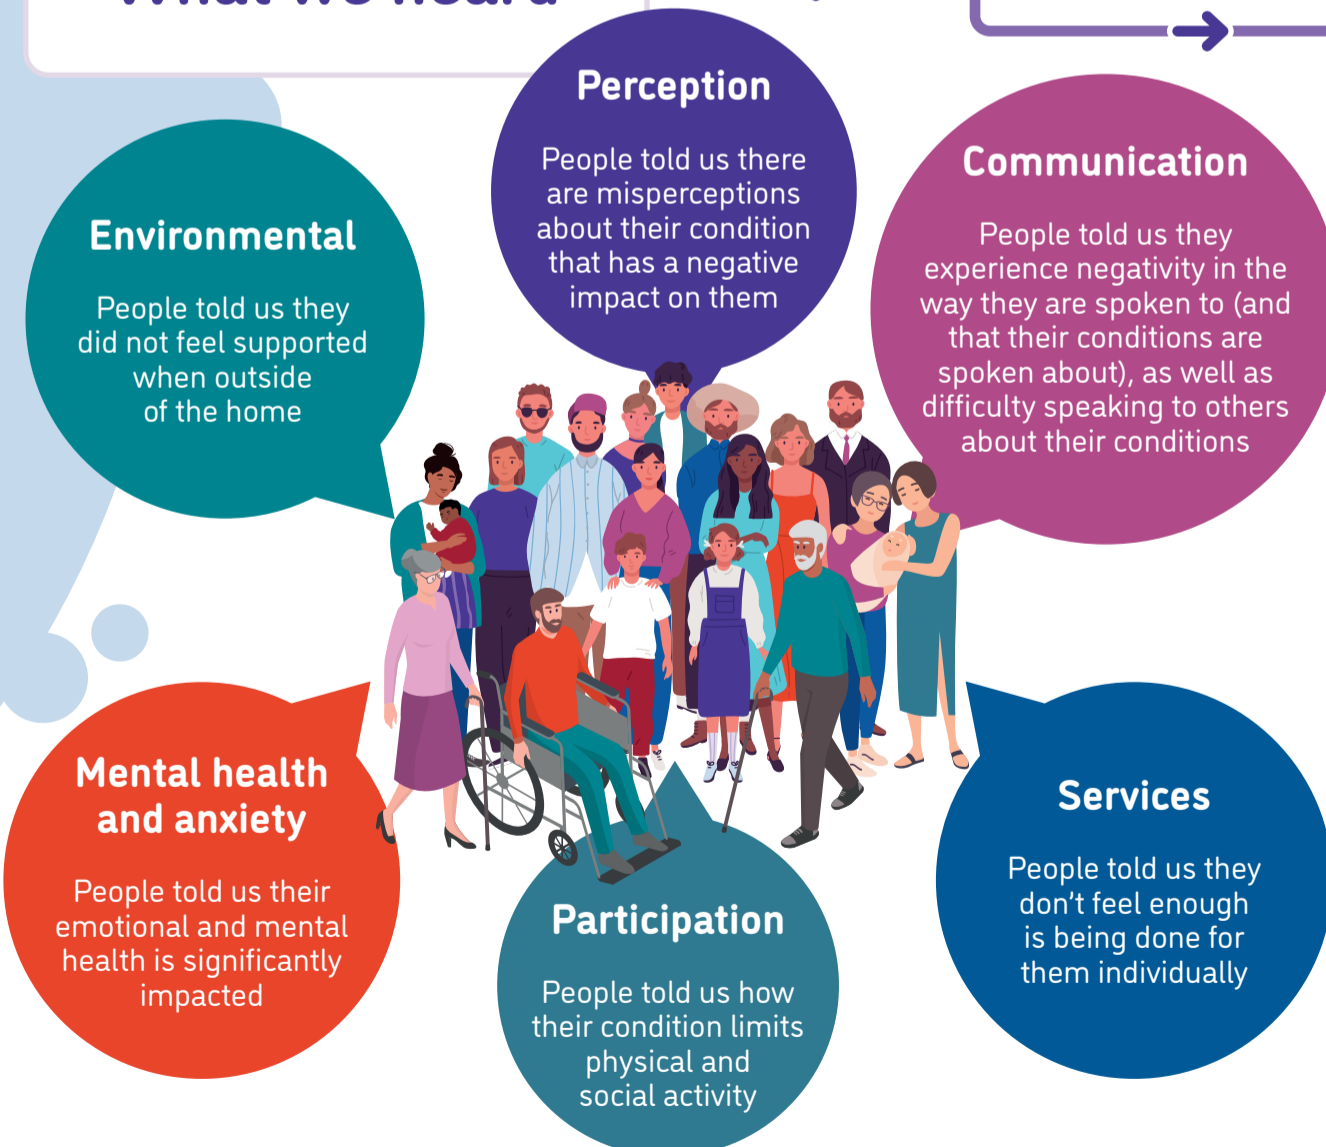 What we heard
Perception
People told us there
are misperceptions
about their condition
that has a negative
impact on them
Communication
People told us they
experience negativity in the
way they are spoken to (and
that their conditions are
spoken about), as well as
difficulty speaking to others
about their conditions
Environmental
People told us they
did not feel supported
when outside
of the home
Mental health
and anxiety
People told us their
emotional and mental
health is significantly
impacted
Participation
People told us how
their condition limits
physical and
social activity
Services
People told us they
don't feel enough
is being done for
them individually